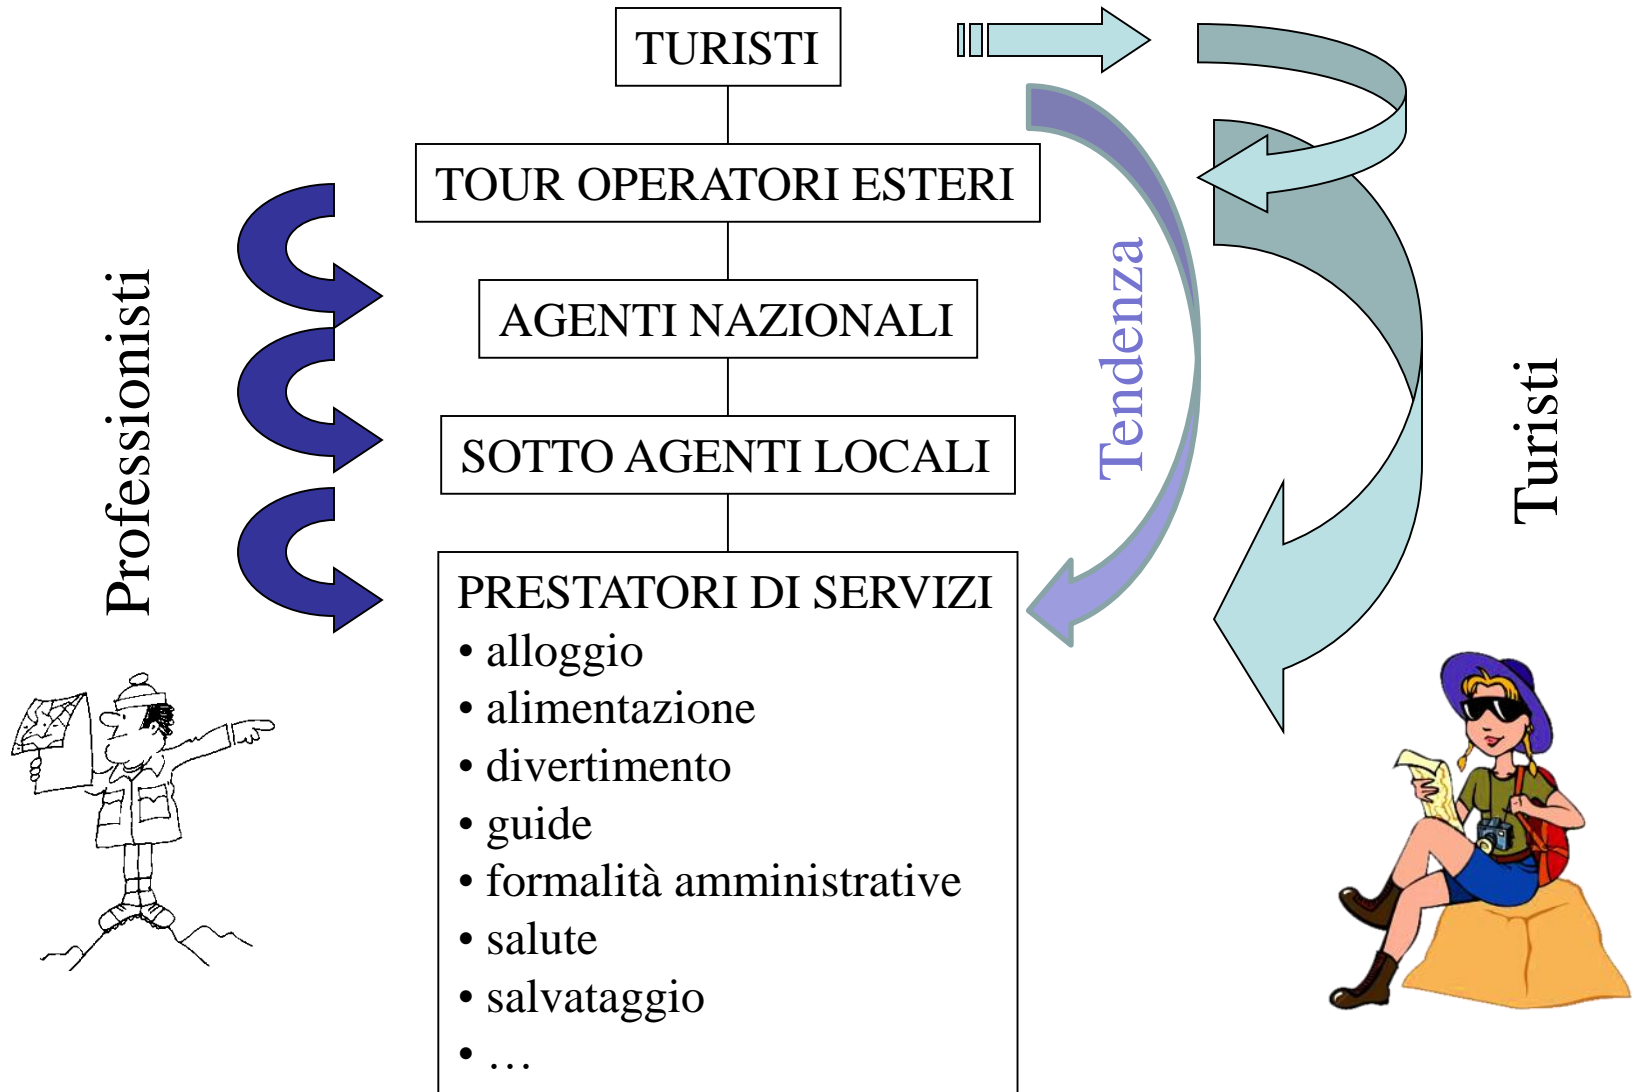 TURISTI
TOUR OPERATORI ESTERI
AGENTI NAZIONALI
SOTTO AGENTI LOCALI
PRESTATORI DI SERVIZI
• alloggio
• alimentazione
• divertimento
• guide
• formalità amministrative
• salute
• salvataggio
• …
Professionisti
Tendenza
Turisti